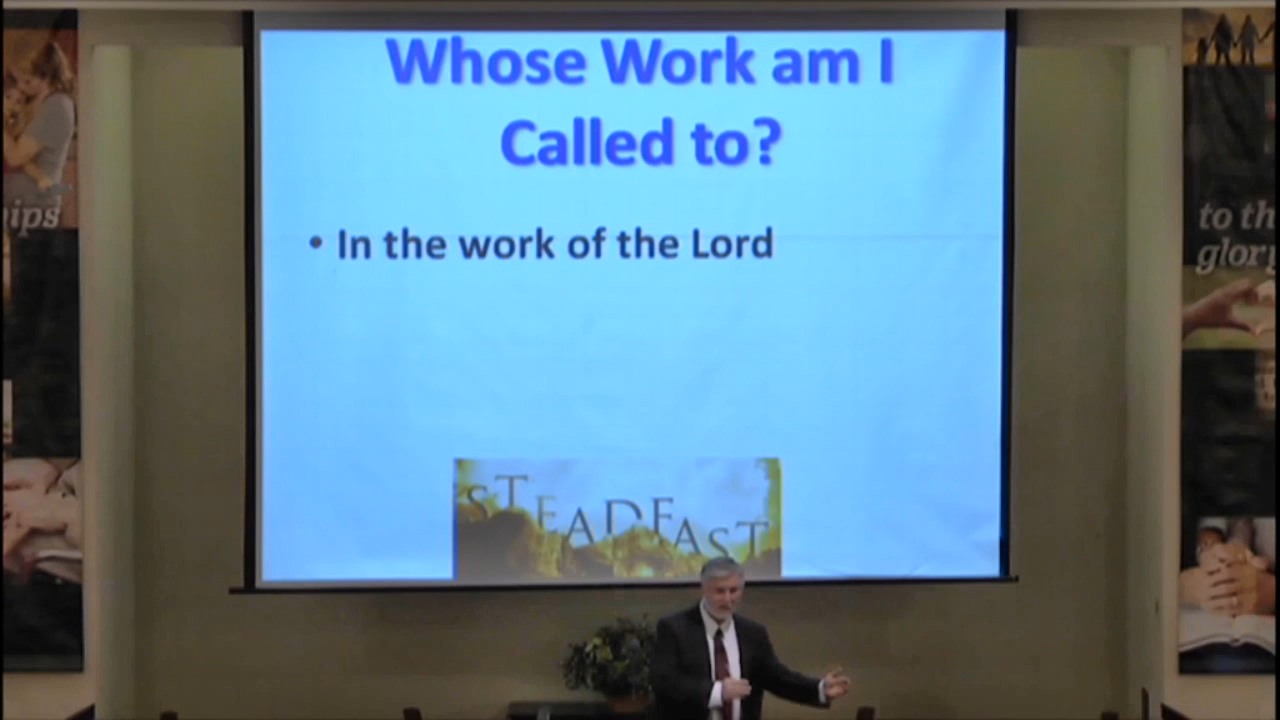 Whose Work am I
Called to?
• In the work of the Lord
STEADFAST
ips
to th
glory